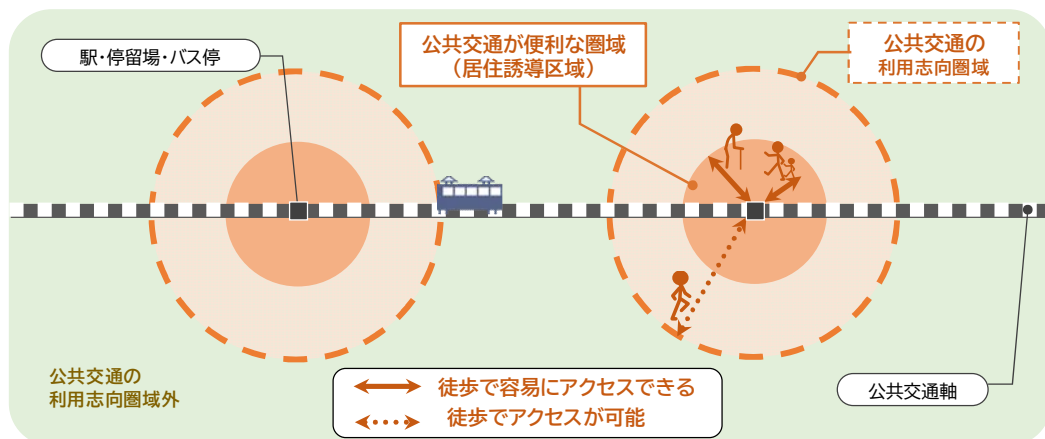 駅・停留場・バス停
公共交通が便利な圏域
（居住誘導区域）
公共交通の
利用志向圏域
公共交通の
利用志向圏域外
徒歩で容易にアクセスできる
徒歩でアクセスが可能
公共交通軸